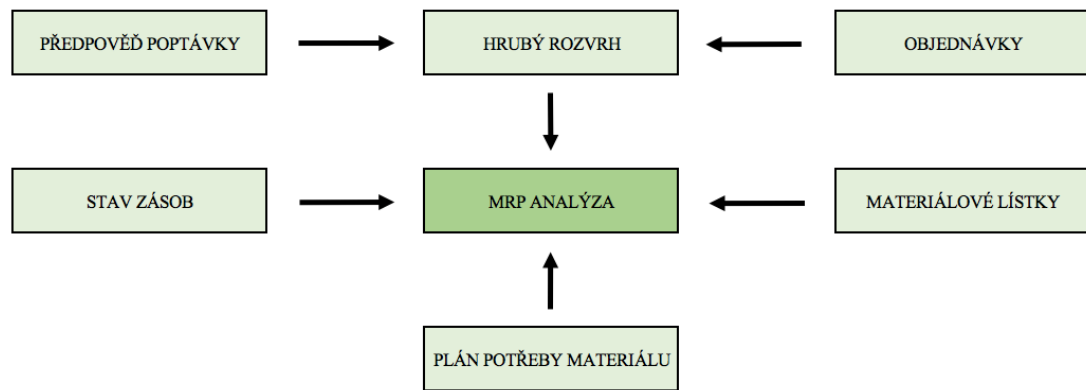 PŘEDPOVĚĎ POPTÁVKY
HRUBÝ ROZVRH
OBJEDNÁVKY
STAV ZÁSOB
MRP ANALÝZA
MATERIÁLOVÉ LÍSTKY
PLÁN POTŘEBY MATERIÁLU